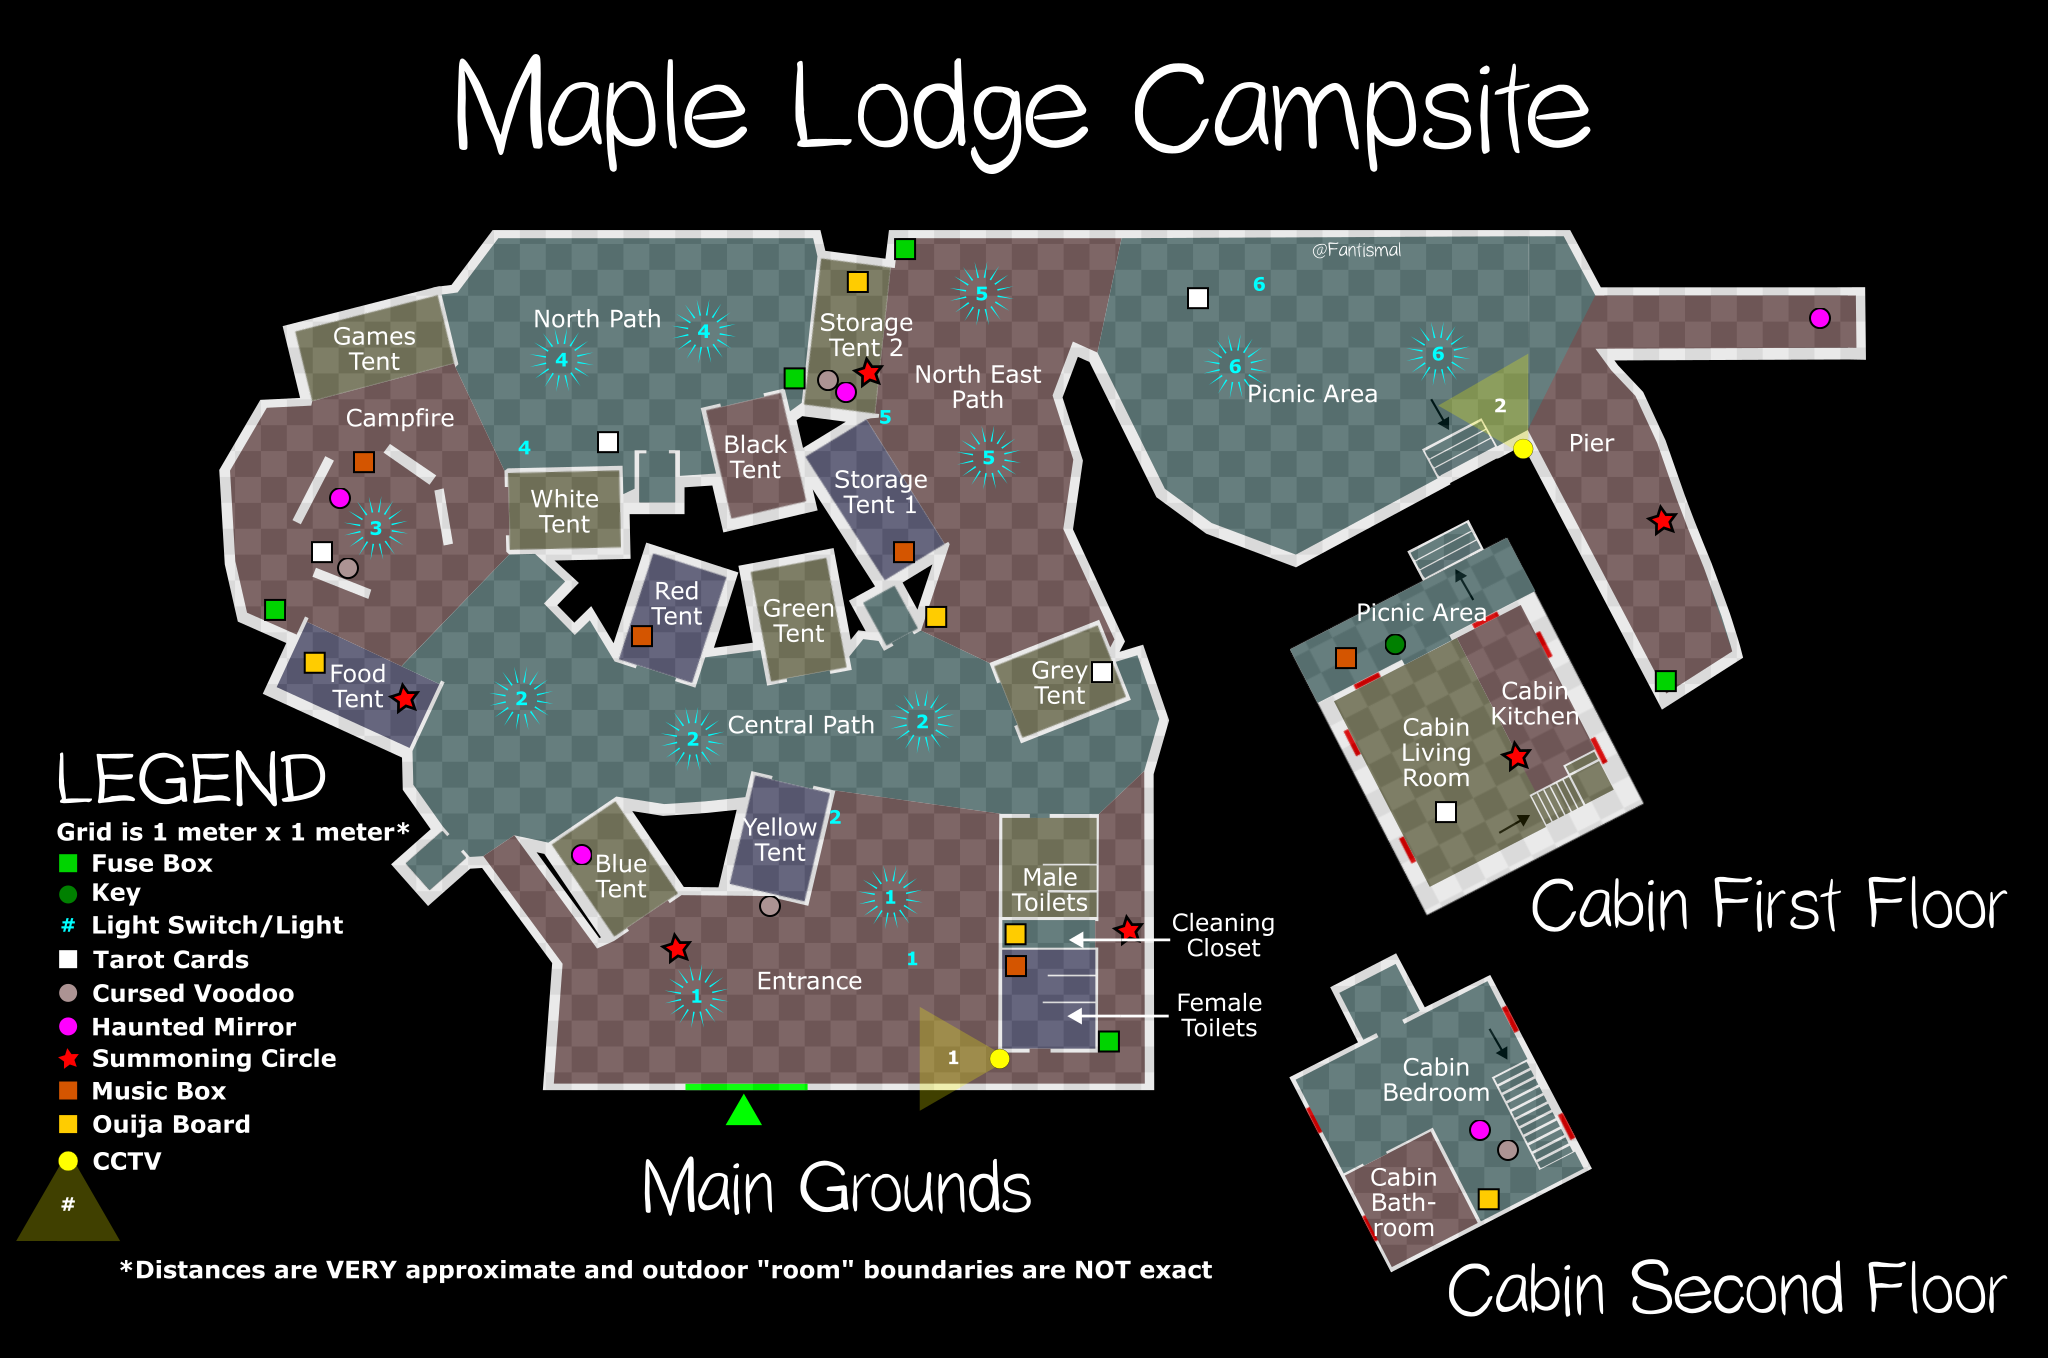 Maple Lodge Campsite
@Fantismal
North Path
Games
Tent
Campfire
Storage
Tent 2
North East
Path
Picnic Area
Pier
Black
Tent
White
Tent
Storage
Tent 1
Red
Tent
Green
Tent
Grey
Tent
Food
Tent
Central Path
Yellow
Tent
Blue
Tent
Male
Toilets
Cleaning
Closet
Female
Toilets
Entrance
4
4
4
5
5
5
6
6
6
2
3
2
2
2
2
1
1
1
1
Main Grounds
Picnic Area
Cabin
Kitchen
Cabin
Living
Room
Cabin First Floor
Cabin
Bedroom
Cabin
Bath-
room
Cabin Second Floor
LEGEND
Grid is 1 meter x 1 meter*
Fuse Box
Key
# Light Switch/Light
Tarot Cards
Cursed Voodoo
Haunted Mirror
Summoning Circle
Music Box
Ouija Board
CCTV
#
*Distances are VERY approximate and outdoor "room" boundaries are NOT exact